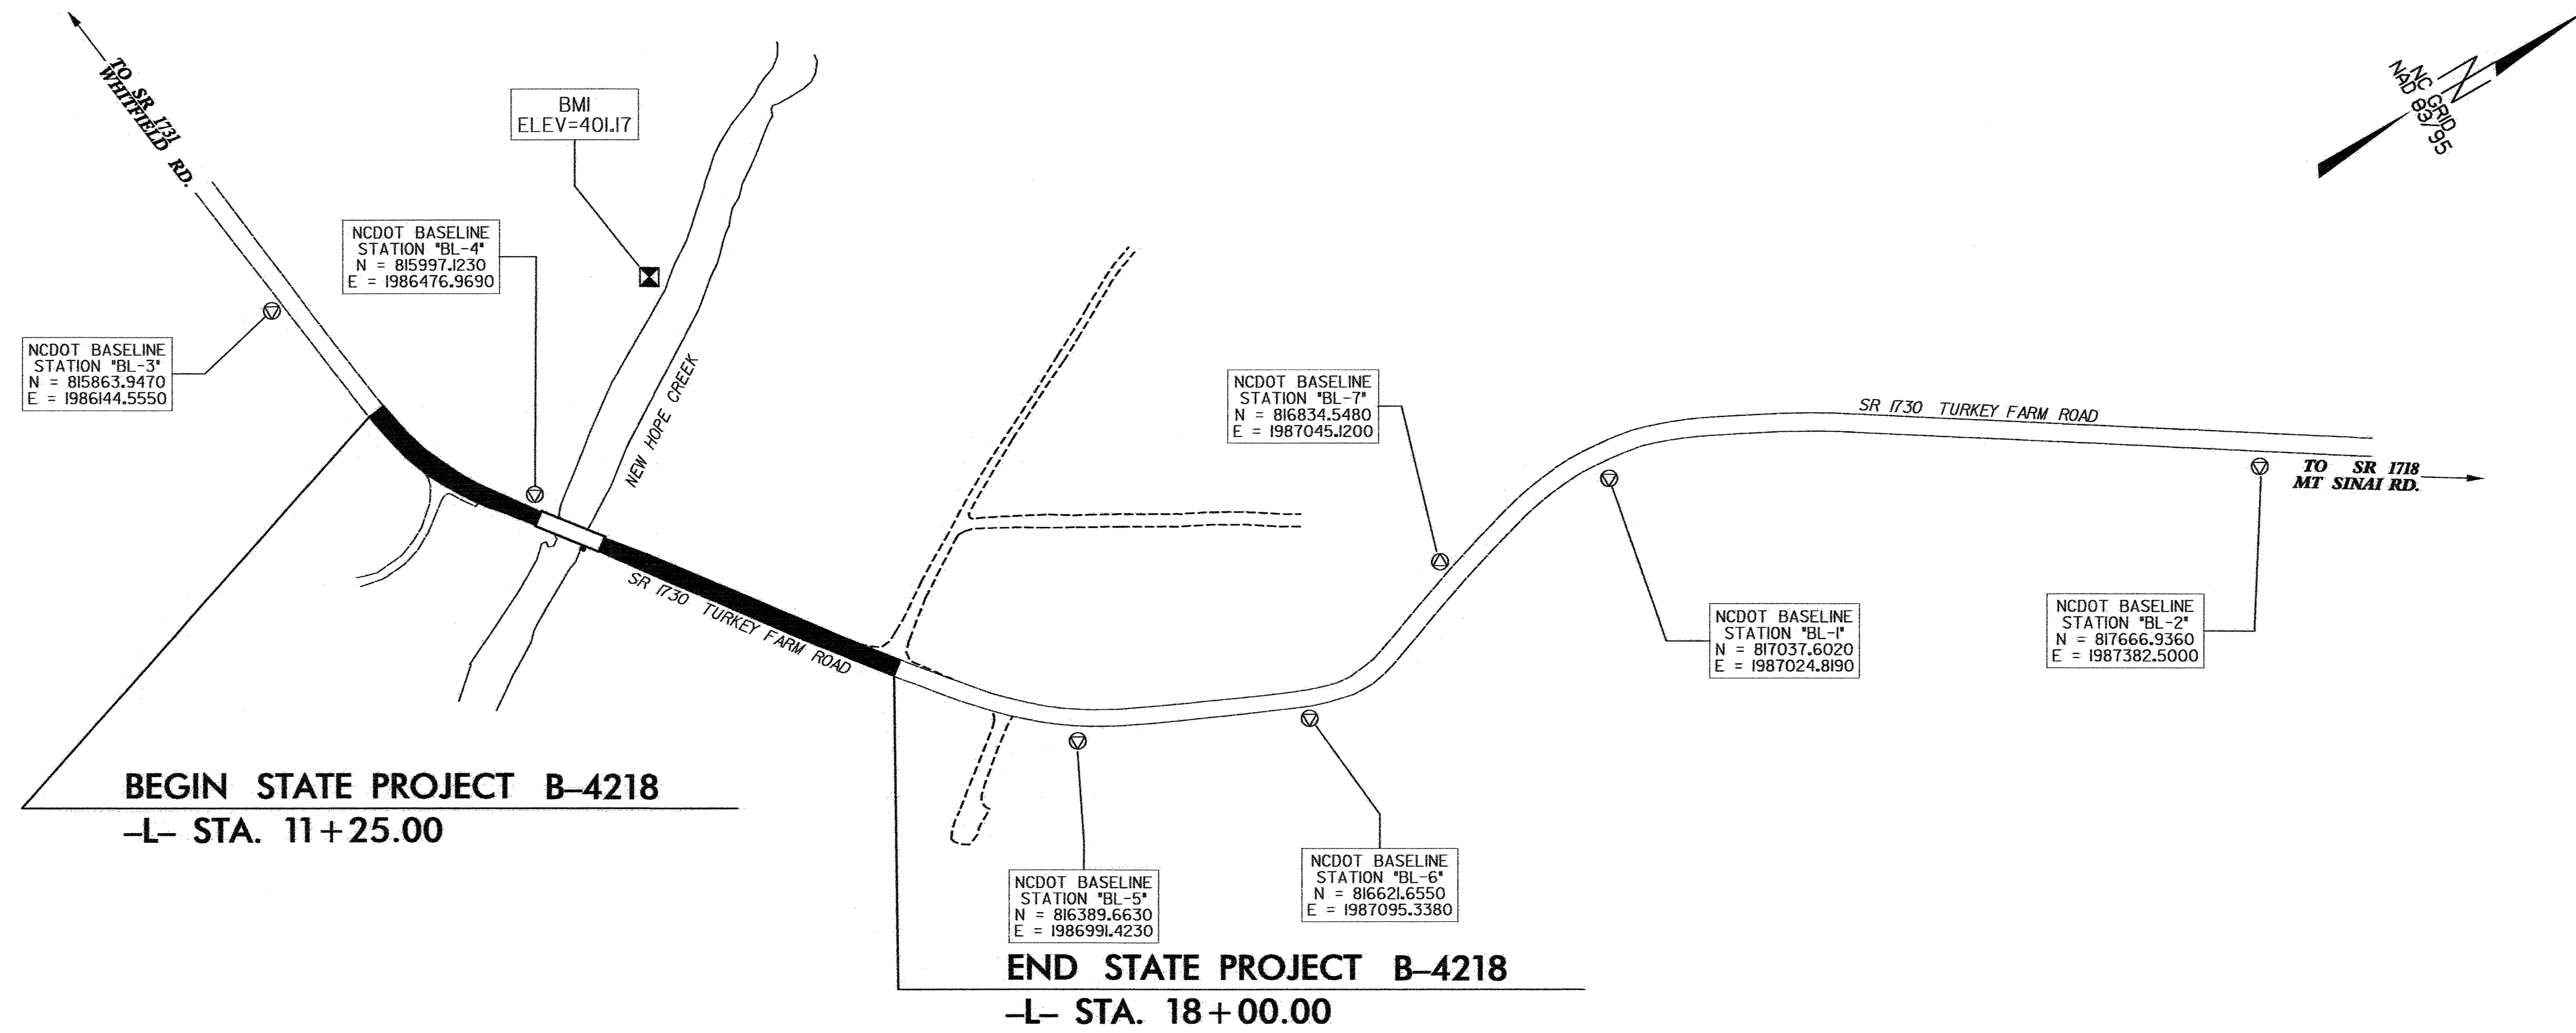 TO SR 1731
WHITFIELD RD.
BM1
ELEV=401.17
NC GRID
NAD 83/95
NCDOT BASELINE
STATION "BL-4"
N = 815997.1230
E = 1986476.9690
NCDOT BASELINE
STATION "BL-3"
N = 815863.9470
E = 1986144.5550
NEW HOPE CREEK
NCDOT BASELINE
STATION "BL-7"
N = 816834.5480
E = 1987045.1200
SR 1730 TURKEY FARM ROAD
TO SR 1718
MT SINAI RD.
SR 1730 TURKEY FARM ROAD
NCDOT BASELINE
STATION "BL-1"
N = 817037.6020
E = 1987024.8190
NCDOT BASELINE
STATION "BL-2"
N = 817666.9360
E = 1987382.5000
BEGIN STATE PROJECT B-4218
-L- STA. 11+25.00
NCDOT BASELINE
STATION "BL-5"
N = 816389.6630
E = 1986991.4230
NCDOT BASELINE
STATION "BL-6"
N = 816621.6550
E = 1987095.3380
END STATE PROJECT B-4218
-L- STA. 18+00.00